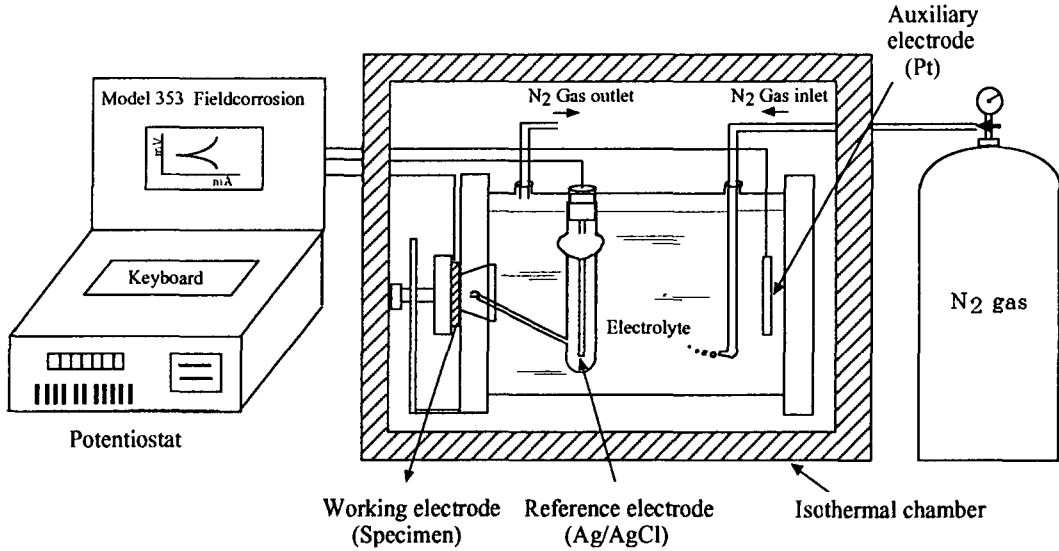 Auxiliary
electrode
(Pt)
Model 353 Fieldcorrosion
mV
mA
N2 Gas outlet
N2 Gas inlet
Keyboard
Electrolyte
N2 gas
Potentiostat
Working electrode
(Specimen)
Reference electrode
(Ag/AgCl)
Isothermal chamber